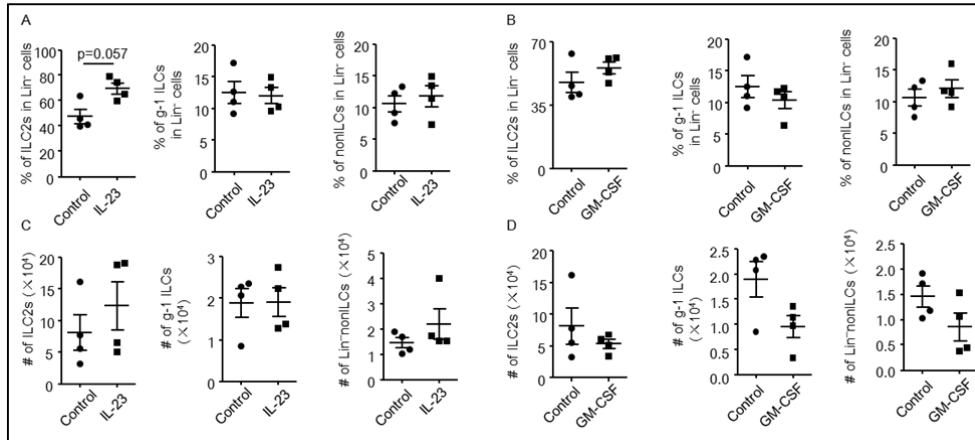 A
% of ILC2s in Lin⁻ cells
100
80
60
40
20
0
p=0.057
Control
IL-23
% of g-1 ILCs
in Lin⁻ cells
20
15
10
5
0
Control
IL-23
% of nonILCs in Lin⁻ cells
20
15
10
5
0
Control
IL-23
B
% of ILC2s in Lin⁻ cells
70
35
0
Control
GM-CSF
% of g-1 ILCs
in Lin⁻ cells
20
15
10
5
0
Control
GM-CSF
% of nonILCs in Lin⁻ cells
20
15
10
5
0
Control
GM-CSF
C
# of ILC2s (×10⁴)
25
20
15
10
5
0
Control
IL-23
# of g-1 ILCs
(×10⁴)
3
2
1
0
Control
IL-23
# of Lin⁻nonILCs (×10⁴)
5
4
3
2
1
0
Control
IL-23
D
# of ILC2s (×10⁴)
20
15
10
5
0
Control
GM-CSF
# of g-1 ILCs
(×10⁴)
2.5
2.0
1.5
1.0
0.5
0.0
Control
GM-CSF
# of Lin⁻nonILCs (×10⁴)
2.5
2.0
1.5
1.0
0.5
0.0
Control
GM-CSF